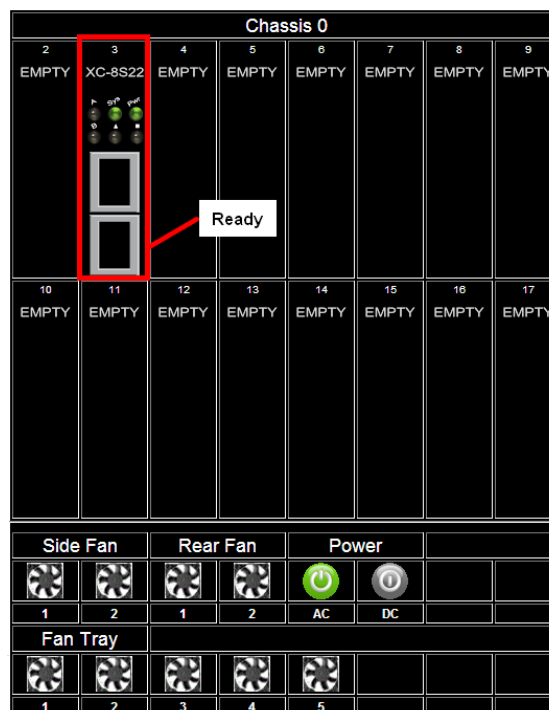 Chassis 0
2 3 4 5 6 7 8 9
EMPTY XC-8S22 EMPTY EMPTY EMPTY EMPTY EMPTY EMPTY
A SYS PWR
B ▲ ■
Ready
10 11 12 13 14 15 16 17
EMPTY EMPTY EMPTY EMPTY EMPTY EMPTY EMPTY EMPTY
Side Fan Rear Fan Power
1 2 1 2 AC DC
Fan Tray
1 2 3 4 5